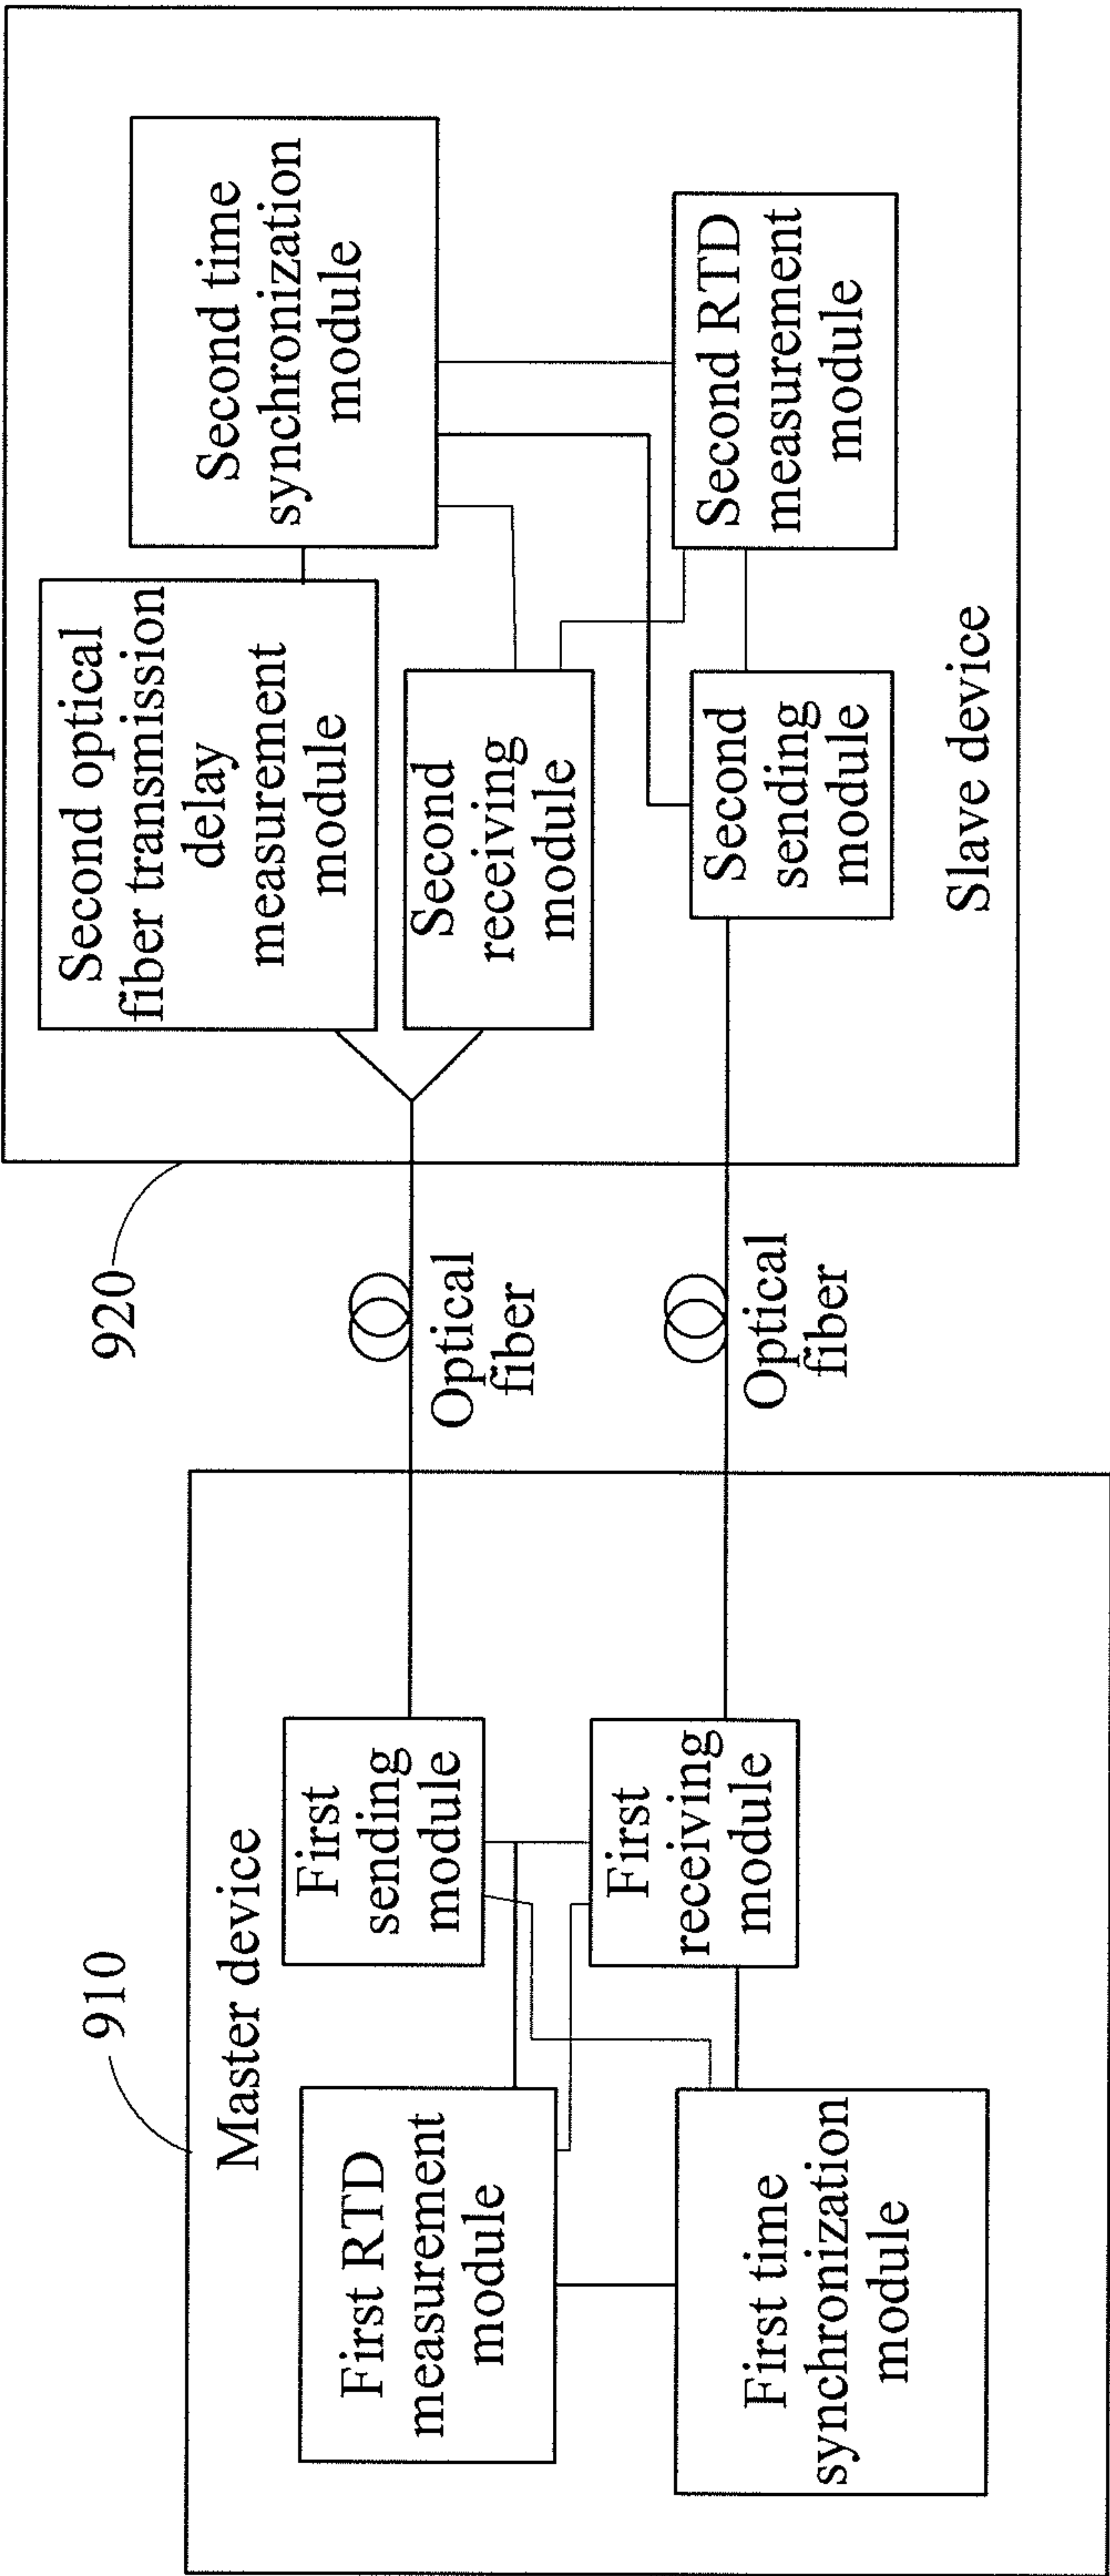 910
Master device
First RTD
measurement
module
First
sending
module
First time
synchronization
module
First
receiving
module
Optical
fiber
Optical
fiber
920
Second optical
fiber transmission
delay
measurement
module
Second time
synchronization
module
Second
receiving
module
Second
sending
module
Second RTD
measurement
module
Slave device